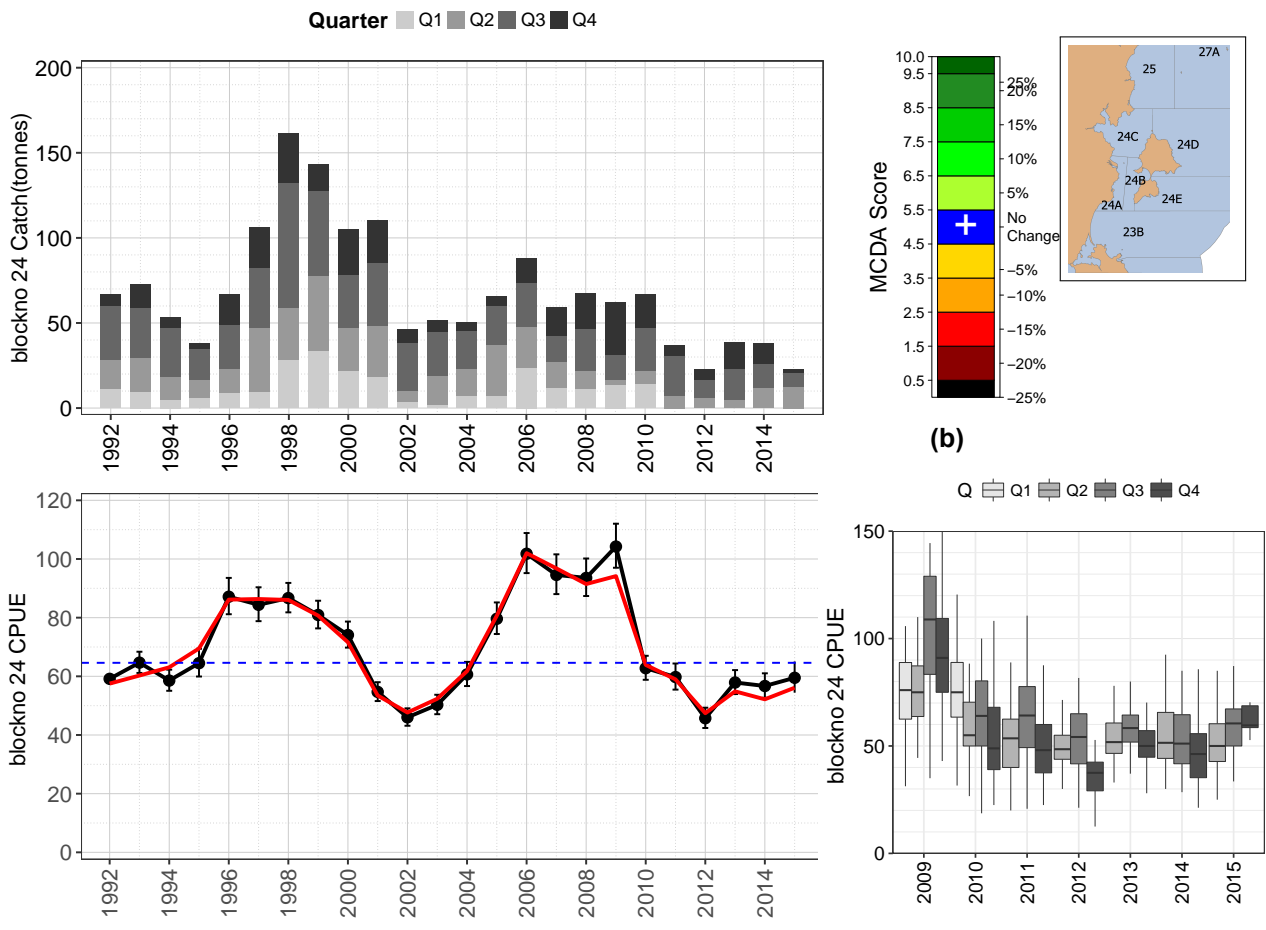 Quarter Q1 Q2 Q3 Q4
blockno 24 Catch(tonnes)
200
150
100
50
0
1992 1994 1996 1998 2000 2002 2004 2006 2008 2010 2012 2014
MCDA Score
10.0
9.5
8.5
7.5
6.5
5.5
4.5
3.5
2.5
1.5
0.5
25%
20%
15%
10%
5%
No
Change
−5%
−10%
−15%
−20%
−25%
27A
25
24C
24D
24B
24E
24A
23B
(b)
blockno 24 CPUE
120
100
80
60
40
20
0
1992 1994 1996 1998 2000 2002 2004 2006 2008 2010 2012 2014
Q Q1 Q2 Q3 Q4
blockno 24 CPUE
150
100
50
0
2009 2010 2011 2012 2013 2014 2015